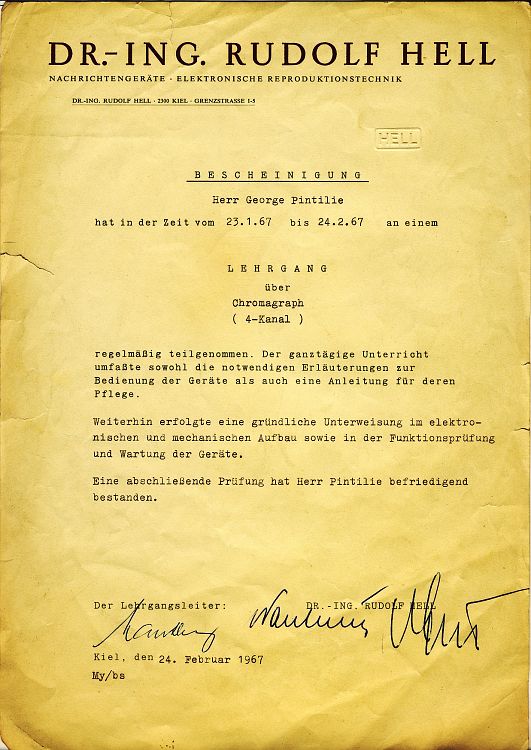 DR.-ING. RUDOLF HELL
NACHRICHTENGERÄTE · ELEKTRONISCHE REPRODUKTIONSTECHNIK
DR.-ING. RUDOLF HELL · 2300 KIEL · GRENZSTRASSE 1-5
HELL
BESCHEINIGUNG
Herr George Pintilie
hat in der Zeit vom 23.1.67 bis 24.2.67 an einem
LEHRGANG
über
Chromagraph
( 4-Kanal )
regelmäßig teilgenommen. Der ganztägige Unterricht
umfaßte sowohl die notwendigen Erläuterungen zur
Bedienung der Geräte als auch eine Anleitung für deren
Pflege.
Weiterhin erfolgte eine gründliche Unterweisung im elektro-
nischen und mechanischen Aufbau sowie in der Funktionsprüfung
und Wartung der Geräte.
Eine abschließende Prüfung hat Herr Pintilie befriedigend
bestanden.
Der Lehrgangsleiter: DR.-ING. RUDOLF HELL
Kiel, den 24. Februar 1967
My/bs